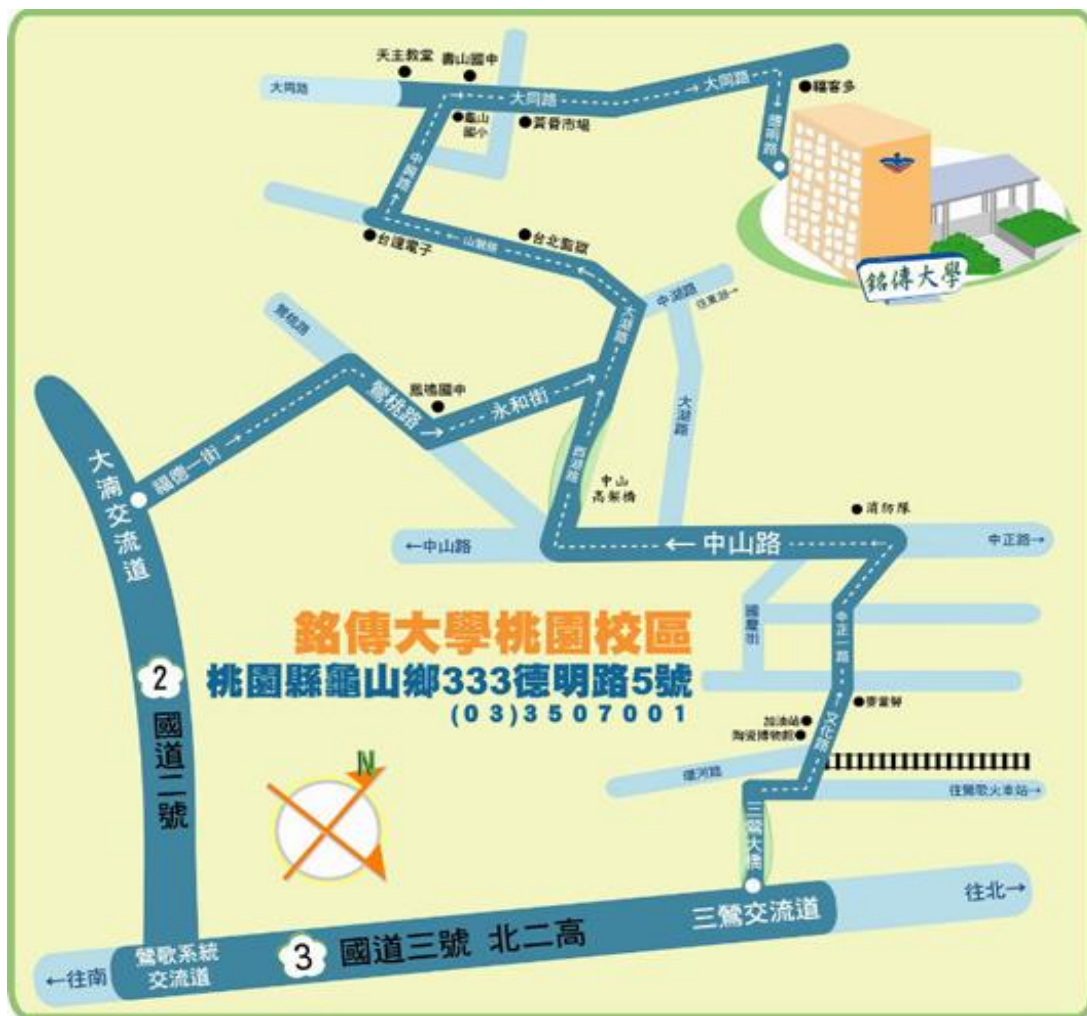 天主教堂
壽山國中
大同路
大同路
大同路
福客多
龜山
國小
黃昏市場
德明路
中興路
銘傳大學
台達電子
山鶯路
台北監獄
中湖路
往東湖→
大湖路
鶯桃路
鳳鳴國中
鶯桃路
永和街
大湖路
福德一街
大湳交流道
西湖路
中山
高架橋
消防隊
←中山路
←中山路
中正路→
國慶街
中正一路
銘傳大學桃園校區
桃園縣龜山鄉333德明路5號
(03)3507001
2
國道二號
麥當勞
加油站
陶瓷博物館
文化路
N
往鶯歌火車站→
三鶯大橋
往北→
三鶯交流道
3
國道三號 北二高
鶯歌系統
交流道
←往南